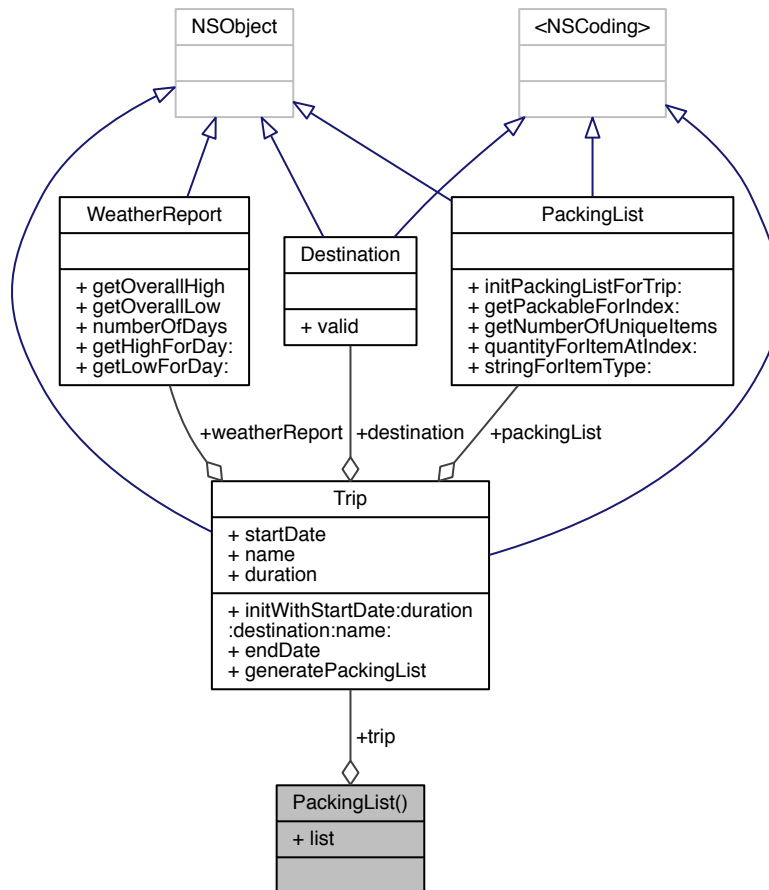 NSObject
<NSCoding>
WeatherReport
+ getOverallHigh
+ getOverallLow
+ numberOfDays
+ getHighForDay:
+ getLowForDay:
Destination
+ valid
PackingList
+ initPackingListForTrip:
+ getPackableForIndex:
+ getNumberOfUniqueItems
+ quantityForItemAtIndex:
+ stringForItemType:
+weatherReport
+destination
+packingList
Trip
+ startDate
+ name
+ duration
+ initWithStartDate:duration
:destination:name:
+ endDate
+ generatePackingList
+trip
PackingList()
+ list